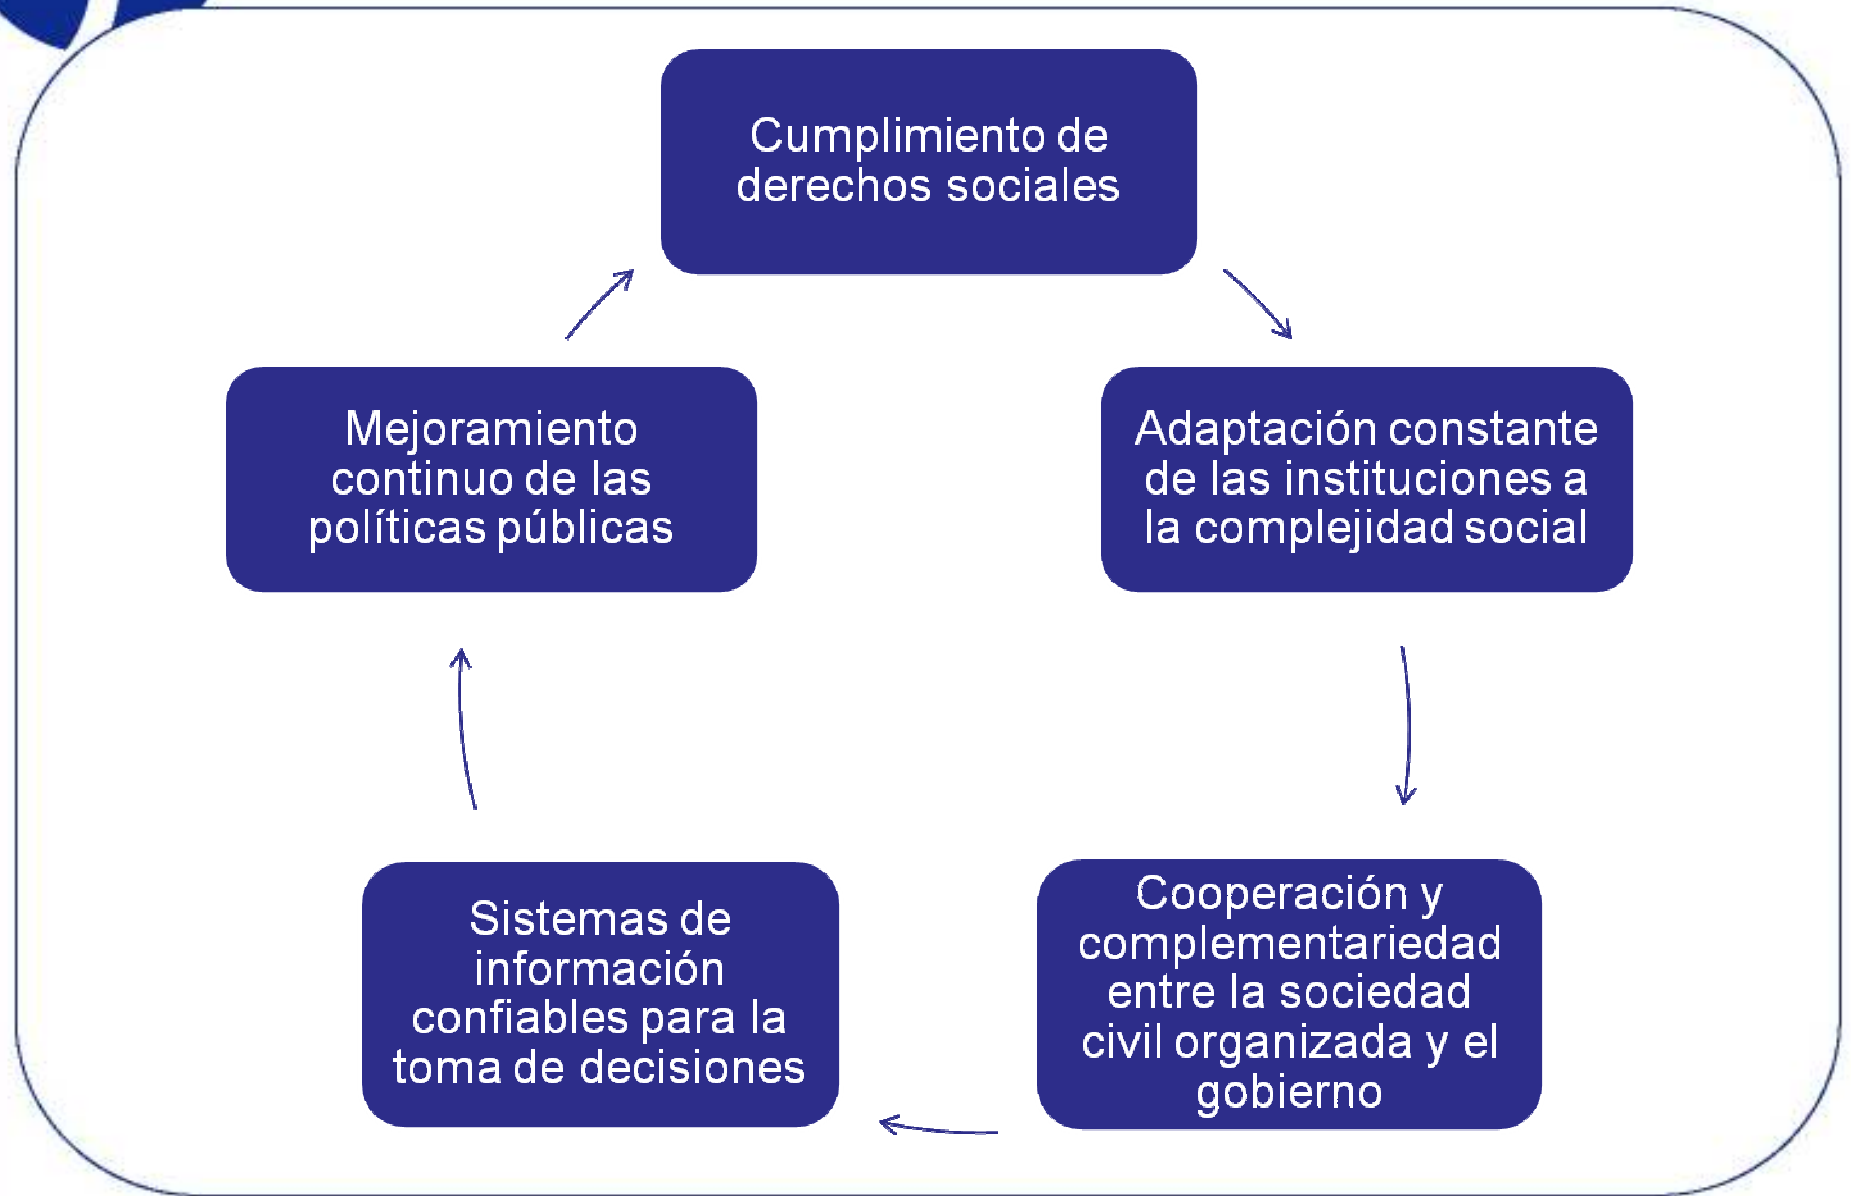 Cumplimiento de
derechos sociales
Adaptación constante
de las instituciones a
la complejidad social
Cooperación y
complementariedad
entre la sociedad
civil organizada y el
gobierno
Sistemas de
información
confiables para la
toma de decisiones
Mejoramiento
continuo de las
políticas públicas